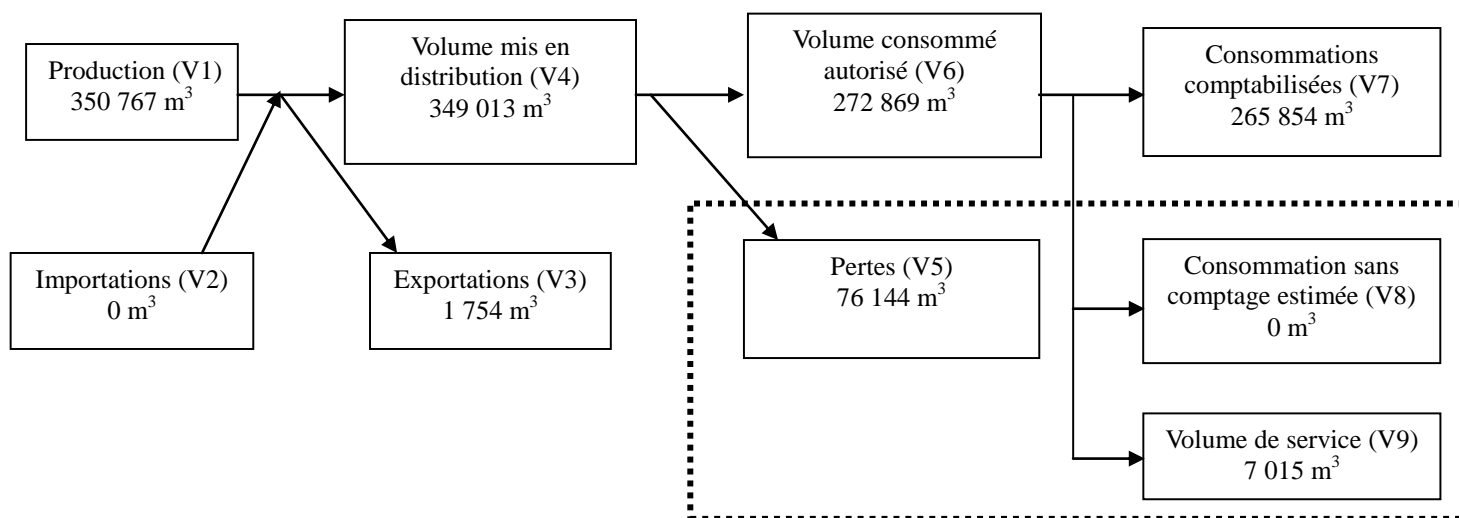 Production (V1)
350 767 m³
Volume mis en
distribution (V4)
349 013 m³
Volume consommé
autorisé (V6)
272 869 m³
Consommations
comptabilisées (V7)
265 854 m³
Importations (V2)
0 m³
Exportations (V3)
1 754 m³
Pertes (V5)
76 144 m³
Consommation sans
comptage estimée (V8)
0 m³
Volume de service (V9)
7 015 m³